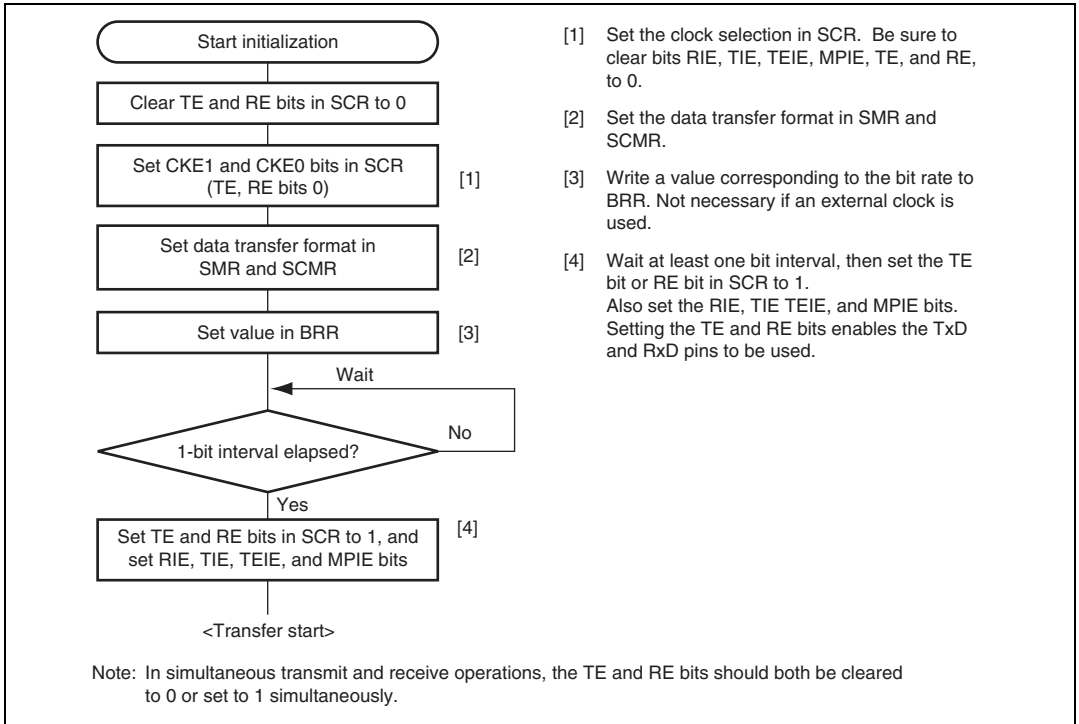 Start initialization
Clear TE and RE bits in SCR to 0
Set CKE1 and CKE0 bits in SCR
(TE, RE bits 0)
[1]
Set data transfer format in
SMR and SCMR
[2]
Set value in BRR
[3]
Wait
1-bit interval elapsed?
No
Yes
Set TE and RE bits in SCR to 1, and
set RIE, TIE, TEIE, and MPIE bits
[4]
<Transfer start>
[1] Set the clock selection in SCR. Be sure to
clear bits RIE, TIE, TEIE, MPIE, TE, and RE,
to 0.
[2] Set the data transfer format in SMR and
SCMR.
[3] Write a value corresponding to the bit rate to
BRR. Not necessary if an external clock is
used.
[4] Wait at least one bit interval, then set the TE
bit or RE bit in SCR to 1.
Also set the RIE, TIE TEIE, and MPIE bits.
Setting the TE and RE bits enables the TxD
and RxD pins to be used.
Note: In simultaneous transmit and receive operations, the TE and RE bits should both be cleared
to 0 or set to 1 simultaneously.